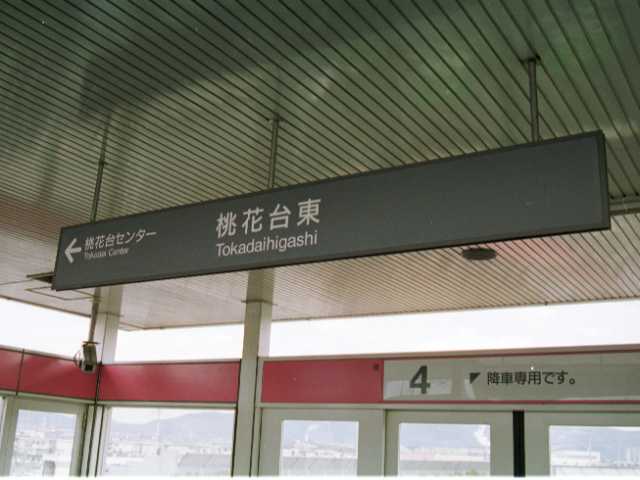 桃花台東
Tokadaihigashi
桃花台センター
Tokadai Center
4
降車専用です。